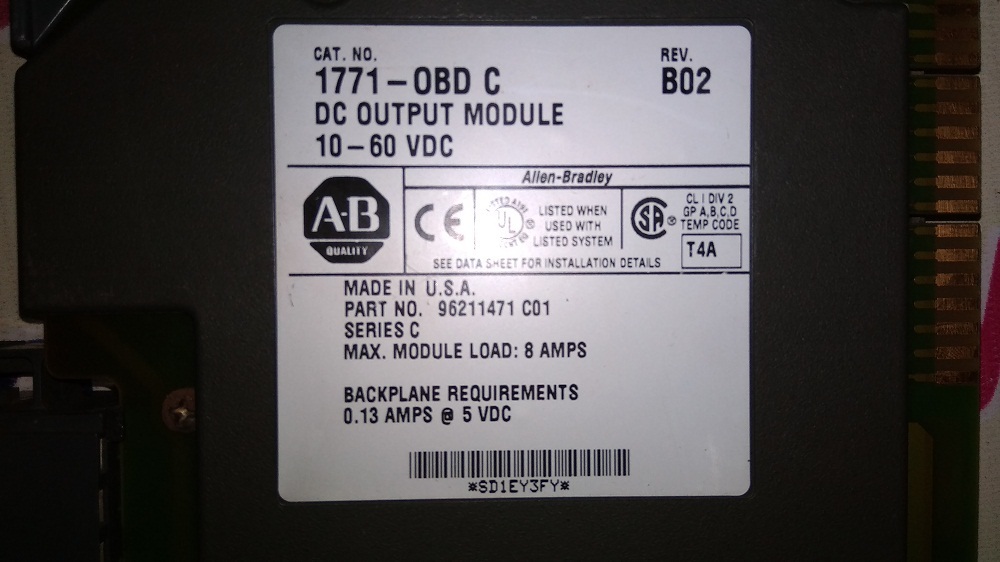 CAT. NO.
REV.
1771-OBD C
B02
DC OUTPUT MODULE
10-60 VDC
Allen-Bradley
A-B
QUALITY
CE
UL
LISTED WHEN
USED WITH
LISTED SYSTEM
SA
CL I DIV 2
GP A,B,C,D
TEMP CODE
T4A
SEE DATA SHEET FOR INSTALLATION DETAILS
MADE IN U.S.A.
PART NO. 96211471 C01
SERIES C
MAX. MODULE LOAD: 8 AMPS
BACKPLANE REQUIREMENTS
0.13 AMPS @ 5 VDC
*SD1EY3FY*